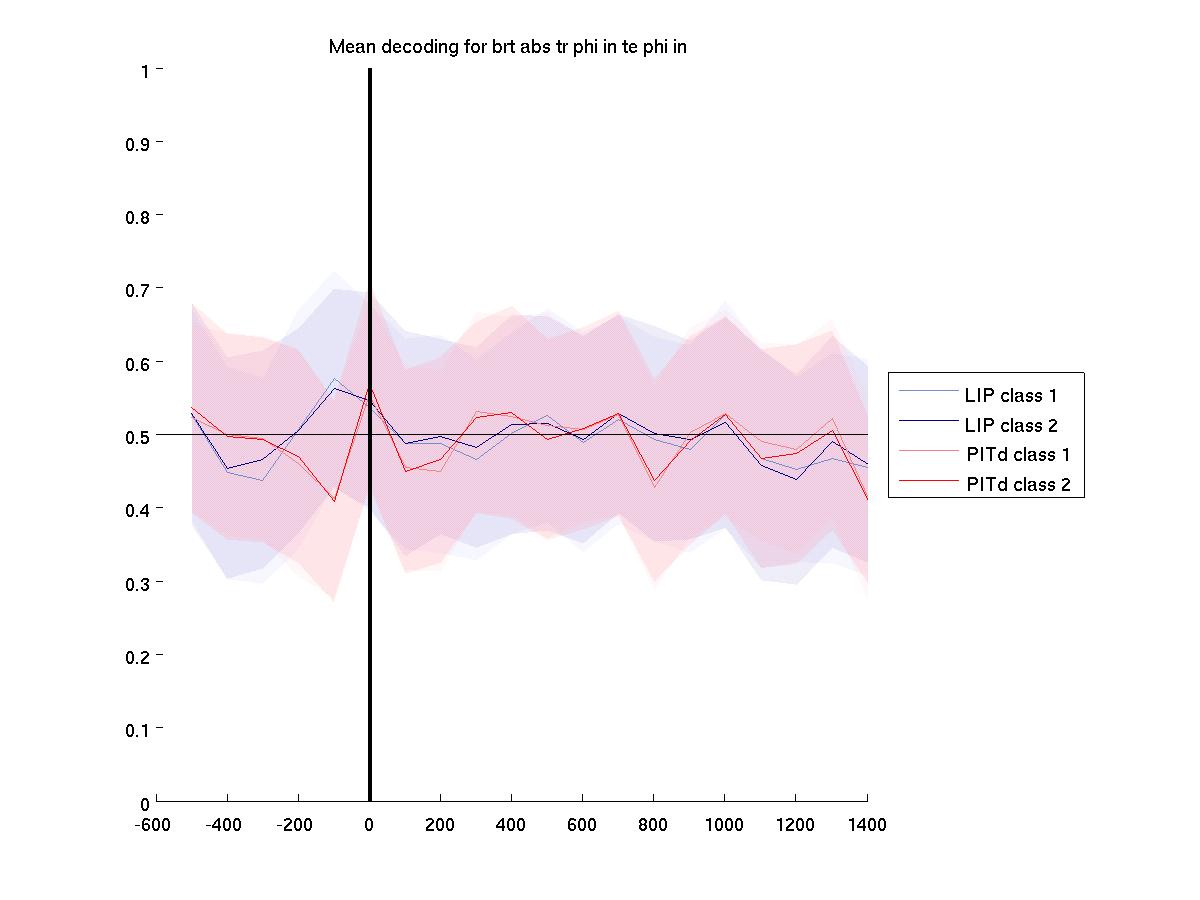 Mean decoding for brt abs tr phi in te phi in
1
0.9
0.8
0.7
0.6
0.5
0.4
0.3
0.2
0.1
0
-600 -400 -200 0 200 400 600 800 1000 1200 1400
LIP class 1
LIP class 2
PITd class 1
PITd class 2